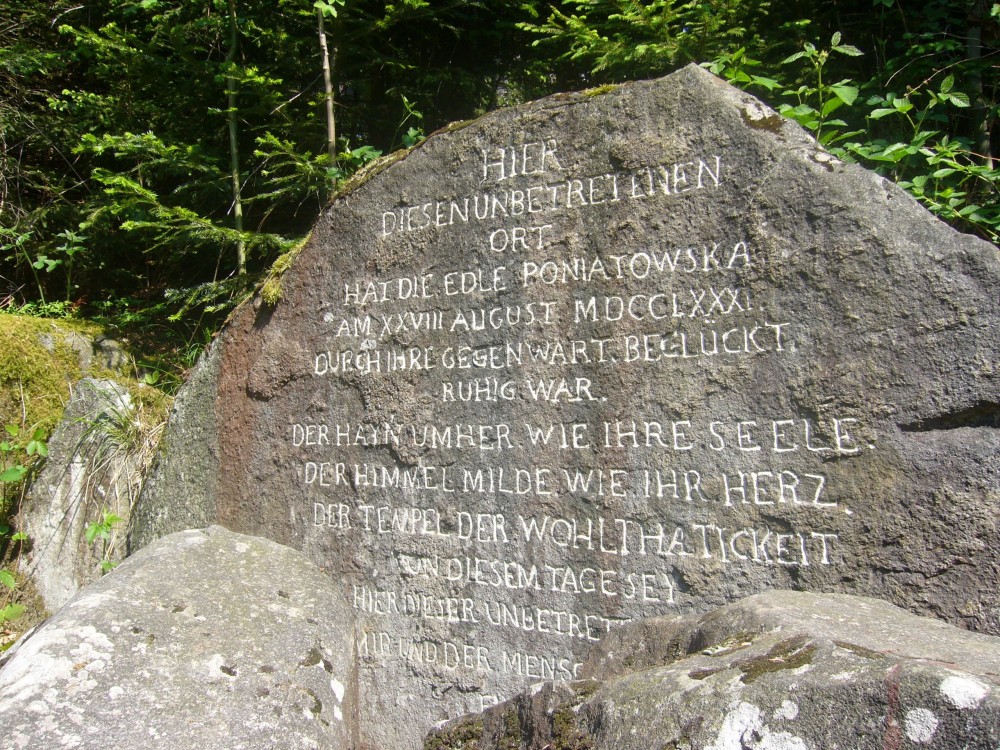 HIER
DIESEN UNBETRETENEN
ORT
HAT DIE EDLE PONIATOWSKA
AM XXVIII AUGUST MDCCLXXXI.
DURCH IHRE GEGENWART. BEGLÜCKT.
RUHIG WAR.
DER HAYN UMHER. WIE IHRE SEELE.
DER HIMMEL MILDE. WIE IHR HERZ.
DER TEMPEL DER WOHLTHATIGKEIT
VON DIESEM TAGE SEY
HIER DIESER UNBETRET
MIR UND DER MENSC